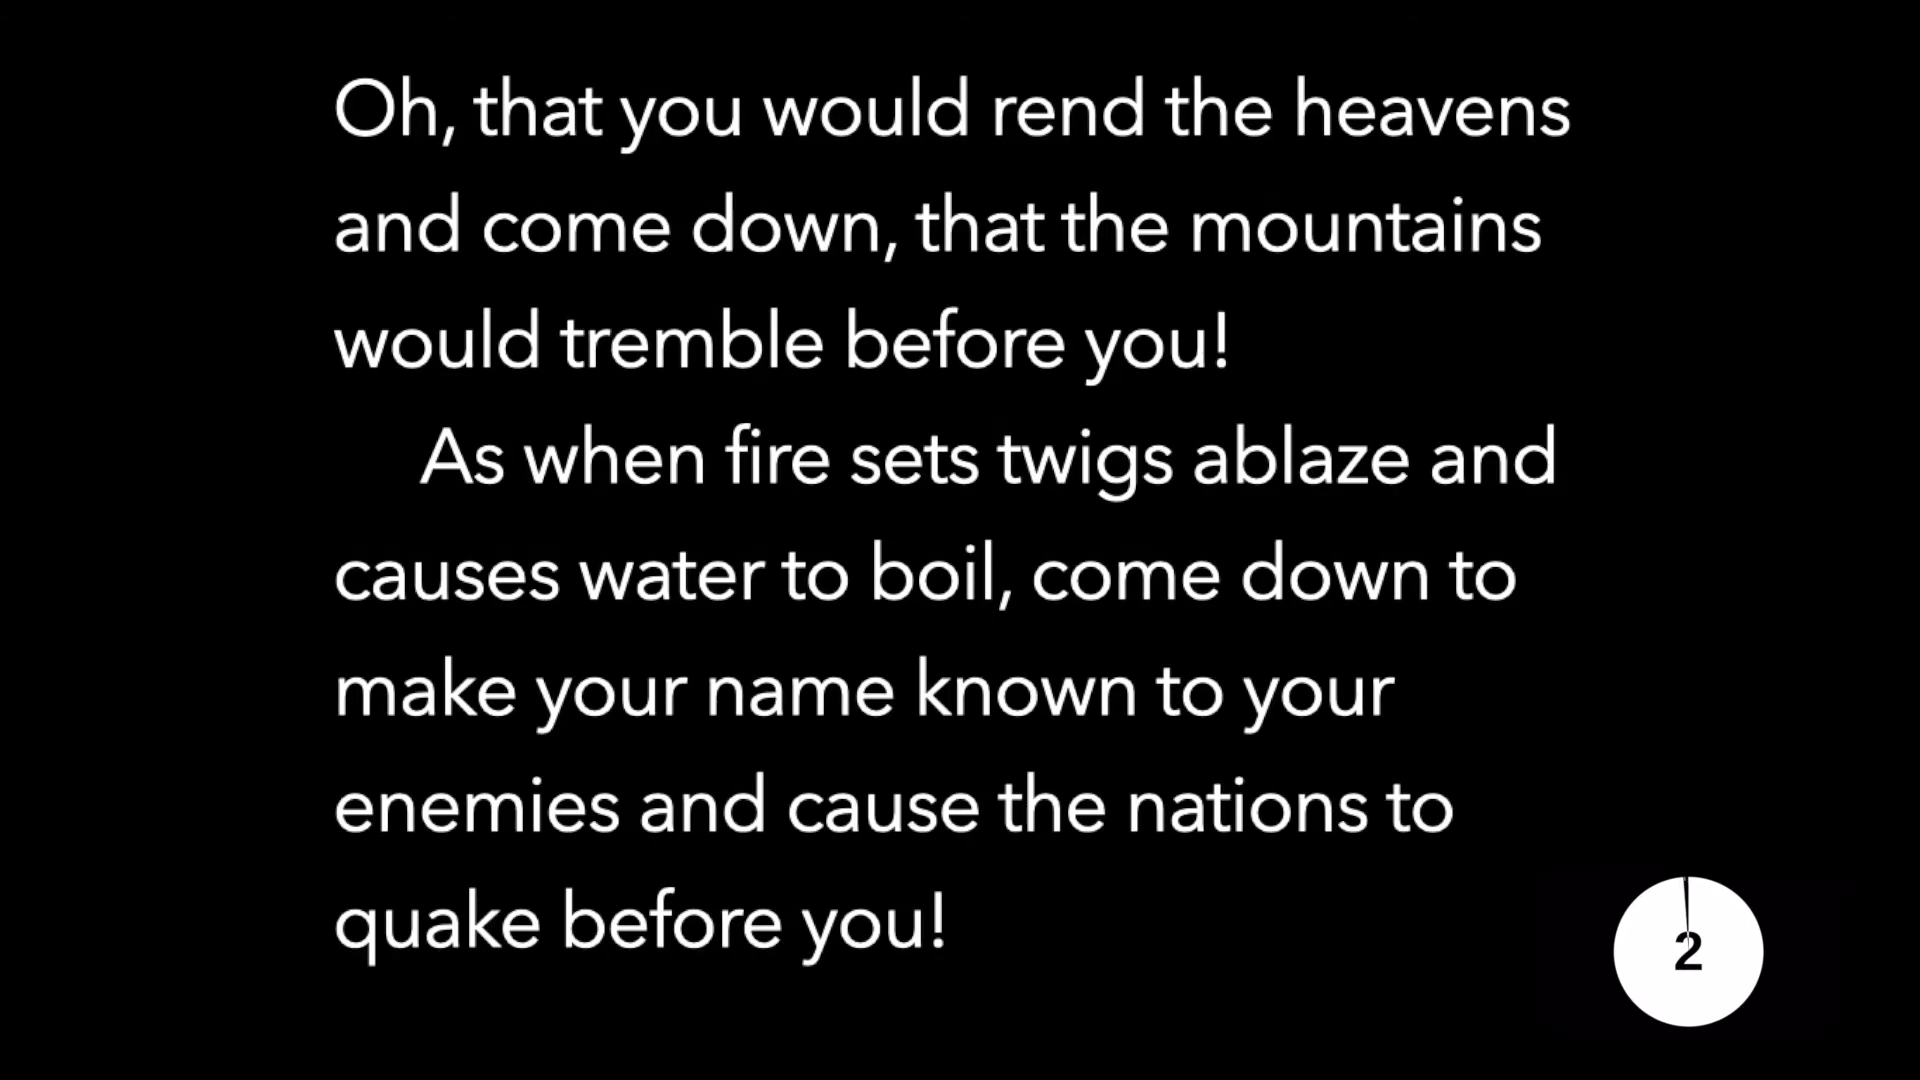 Oh, that you would rend the heavens
and come down, that the mountains
would tremble before you!
As when fire sets twigs ablaze and
causes water to boil, come down to
make your name known to your
enemies and cause the nations to
quake before you!
2